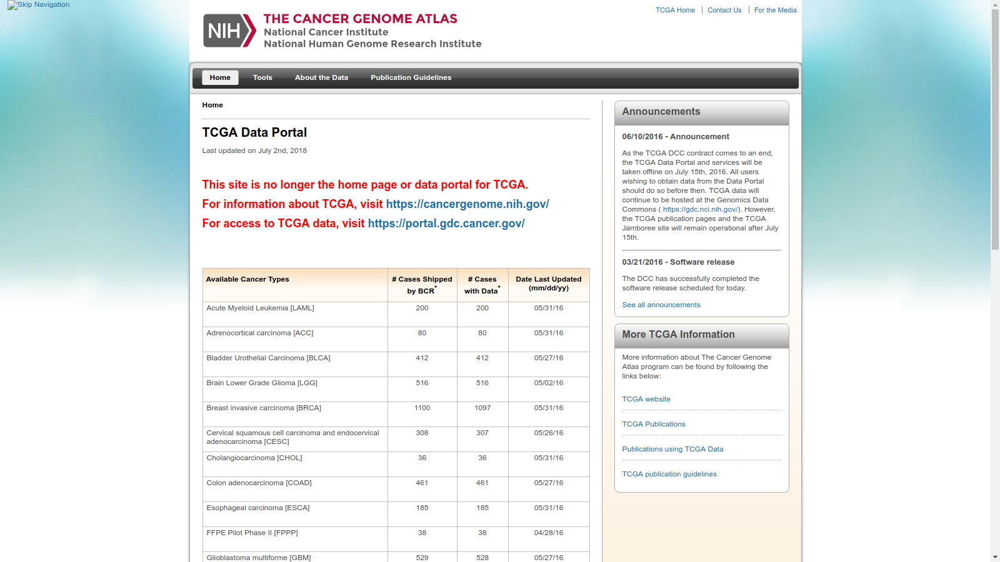 Skip Navigation
TCGA Home | Contact Us | For the Media
NIH
THE CANCER GENOME ATLAS
National Cancer Institute
National Human Genome Research Institute
Home Tools About the Data Publication Guidelines
Home
TCGA Data Portal
Last updated on July 2nd, 2018
This site is no longer the home page or data portal for TCGA.
For information about TCGA, visit https://cancergenome.nih.gov/
For access to TCGA data, visit https://portal.gdc.cancer.gov/
Available Cancer Types # Cases Shipped by BCR* # Cases with Data* Date Last Updated (mm/dd/yy)
Acute Myeloid Leukemia [LAML] 200 200 05/31/16
Adrenocortical carcinoma [ACC] 80 80 05/31/16
Bladder Urothelial Carcinoma [BLCA] 412 412 05/27/16
Brain Lower Grade Glioma [LGG] 516 516 05/02/16
Breast invasive carcinoma [BRCA] 1100 1097 05/31/16
Cervical squamous cell carcinoma and endocervical adenocarcinoma [CESC] 308 307 05/26/16
Cholangiocarcinoma [CHOL] 36 36 05/31/16
Colon adenocarcinoma [COAD] 461 461 05/27/16
Esophageal carcinoma [ESCA] 185 185 05/31/16
FFPE Pilot Phase II [FPPP] 38 38 04/28/16
Glioblastoma multiforme [GBM] 529 528 05/27/16
Announcements
06/10/2016 - Announcement
As the TCGA DCC contract comes to an end,
the TCGA Data Portal and services will be
taken offline on July 15th, 2016. All users
wishing to obtain data from the Data Portal
should do so before then. TCGA data will
continue to be hosted at the Genomics Data
Commons ( https://gdc.nci.nih.gov/). However,
the TCGA publication pages and the TCGA
Jamboree site will remain operational after July
15th.
03/21/2016 - Software release
The DCC has successfully completed the
software release scheduled for today.
See all announcements
More TCGA Information
More information about The Cancer Genome
Atlas program can be found by following the
links below:
TCGA website
TCGA Publications
Publications using TCGA Data
TCGA publication guidelines